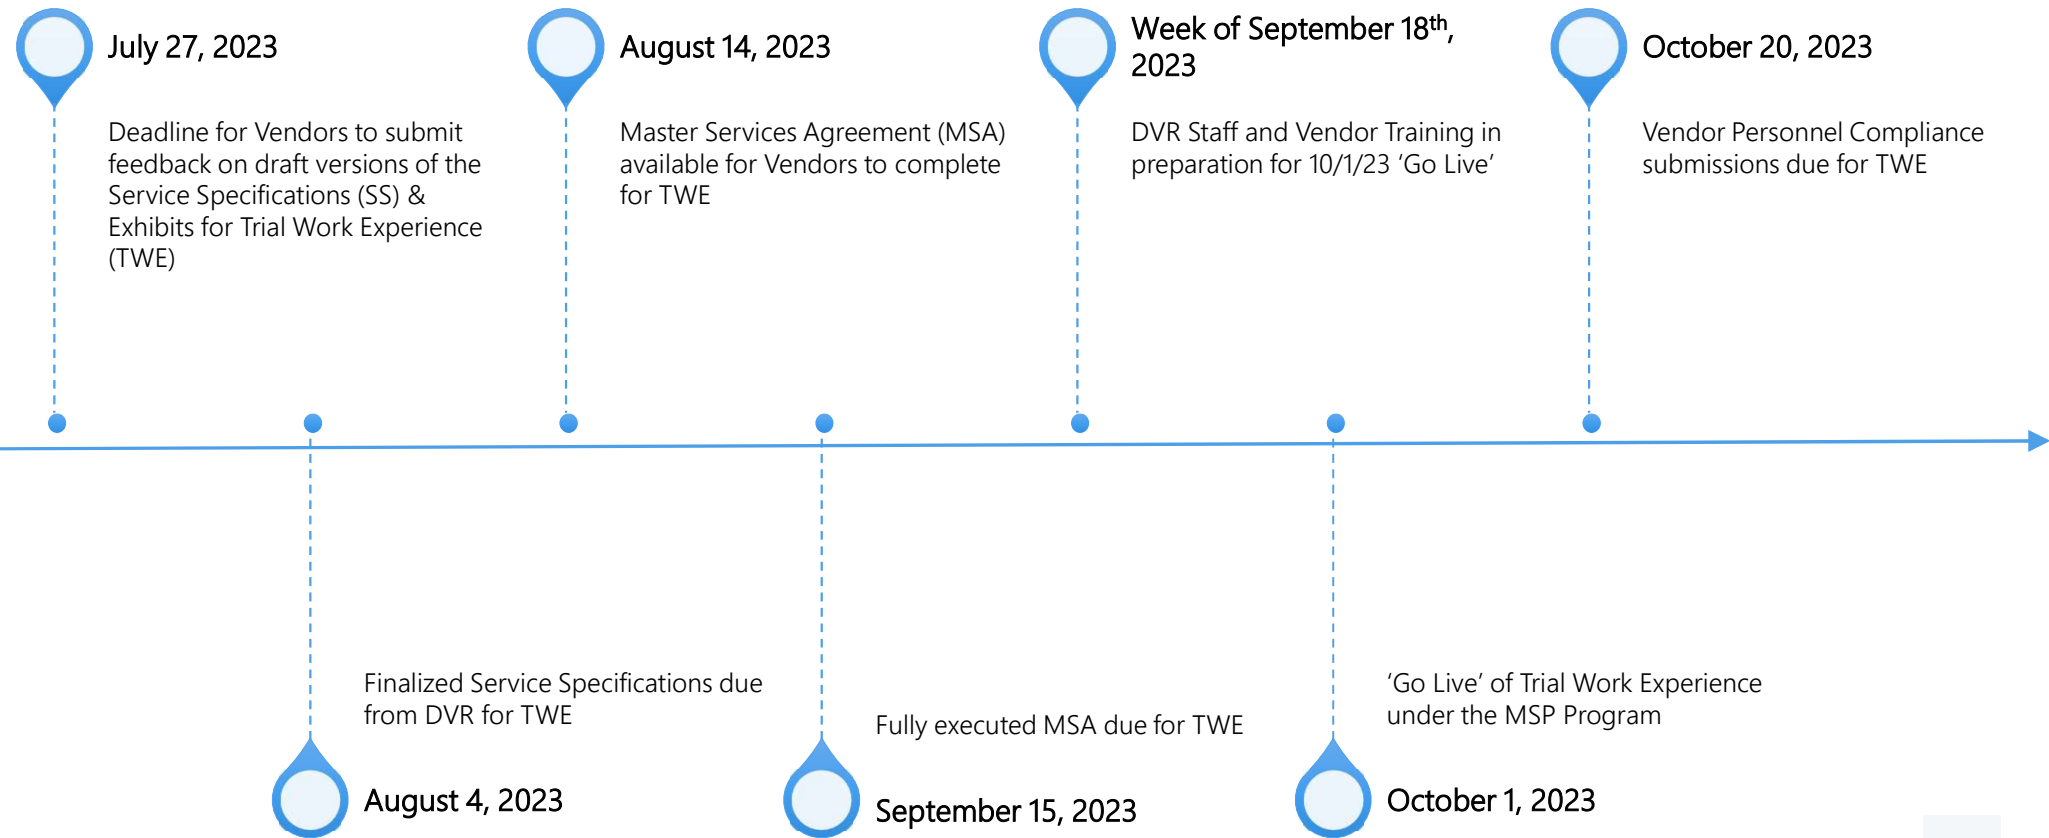 July 27, 2023
Deadline for Vendors to submit
feedback on draft versions of the
Service Specifications (SS) &
Exhibits for Trial Work Experience
(TWE)
August 14, 2023
Master Services Agreement (MSA)
available for Vendors to complete
for TWE
Week of September 18th,
2023
DVR Staff and Vendor Training in
preparation for 10/1/23 ‘Go Live’
October 20, 2023
Vendor Personnel Compliance
submissions due for TWE
Finalized Service Specifications due
from DVR for TWE
August 4, 2023
Fully executed MSA due for TWE
September 15, 2023
‘Go Live’ of Trial Work Experience
under the MSP Program
October 1, 2023